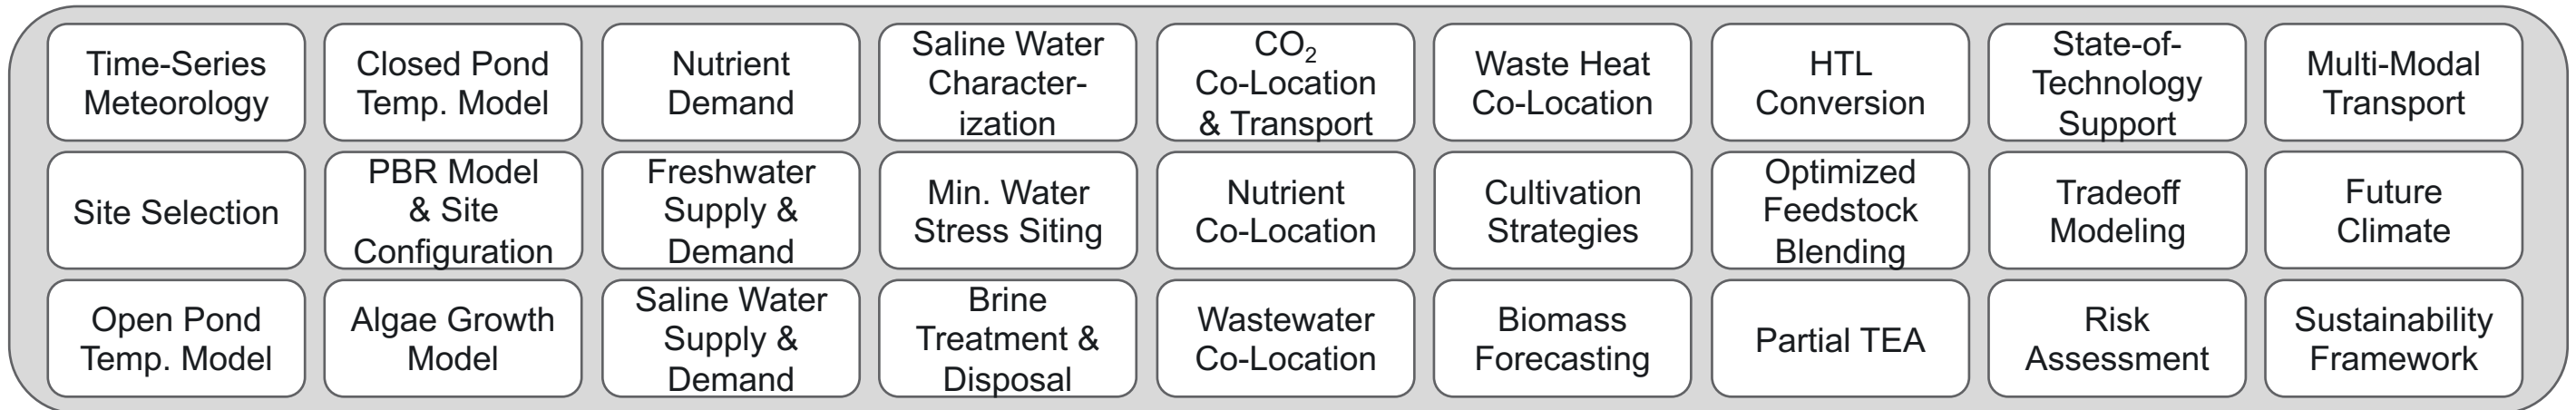 Time-Series
Meteorology
Closed Pond
Temp. Model
Nutrient
Demand
Saline Water
Character-
ization
CO₂
Co-Location
& Transport
Waste Heat
Co-Location
HTL
Conversion
State-of-
Technology
Support
Multi-Modal
Transport
Site Selection
PBR Model
& Site
Configuration
Freshwater
Supply &
Demand
Min. Water
Stress Siting
Nutrient
Co-Location
Cultivation
Strategies
Optimized
Feedstock
Blending
Tradeoff
Modeling
Future
Climate
Open Pond
Temp. Model
Algae Growth
Model
Saline Water
Supply &
Demand
Brine
Treatment &
Disposal
Wastewater
Co-Location
Biomass
Forecasting
Partial TEA
Risk
Assessment
Sustainability
Framework